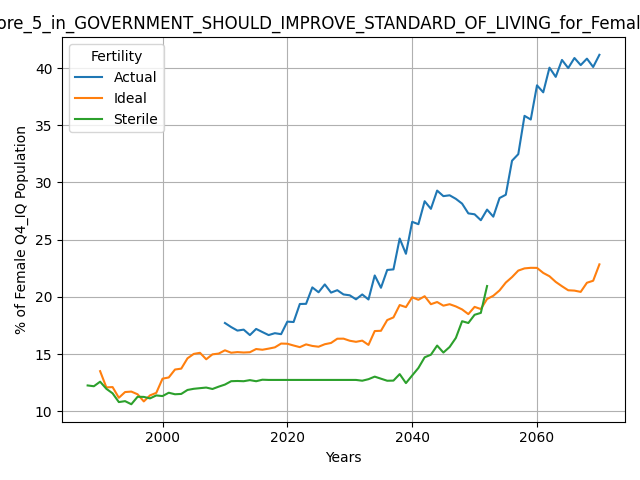 ore_5_in_GOVERNMENT_SHOULD_IMPROVE_STANDARD_OF_LIVING_for_Femal
Fertility
Actual
Ideal
Sterile
% of Female Q4_IQ Population
40
35
30
25
20
15
10
2000
2020
2040
2060
Years